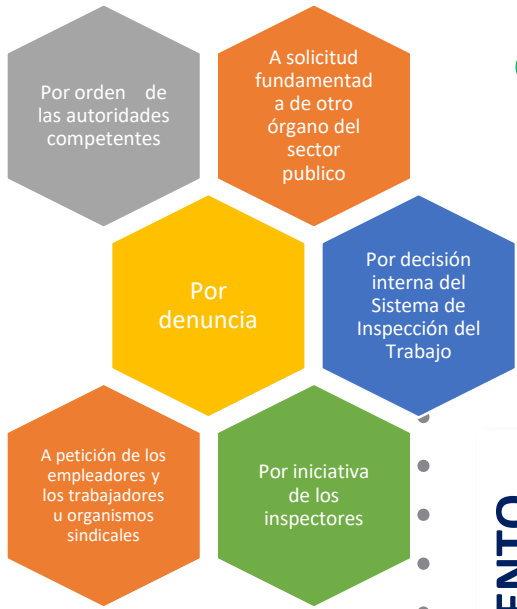 Por orden de
las autoridades
competentes
A solicitud
fundamentad
a de otro
órgano del
sector
publico
Por
denuncia
Por decisión
interna del
Sistema de
Inspección del
Trabajo
A petición de los
empleadores y
los trabajadores
u organismos
sindicales
Por iniciativa
de los
inspectores
ENTO